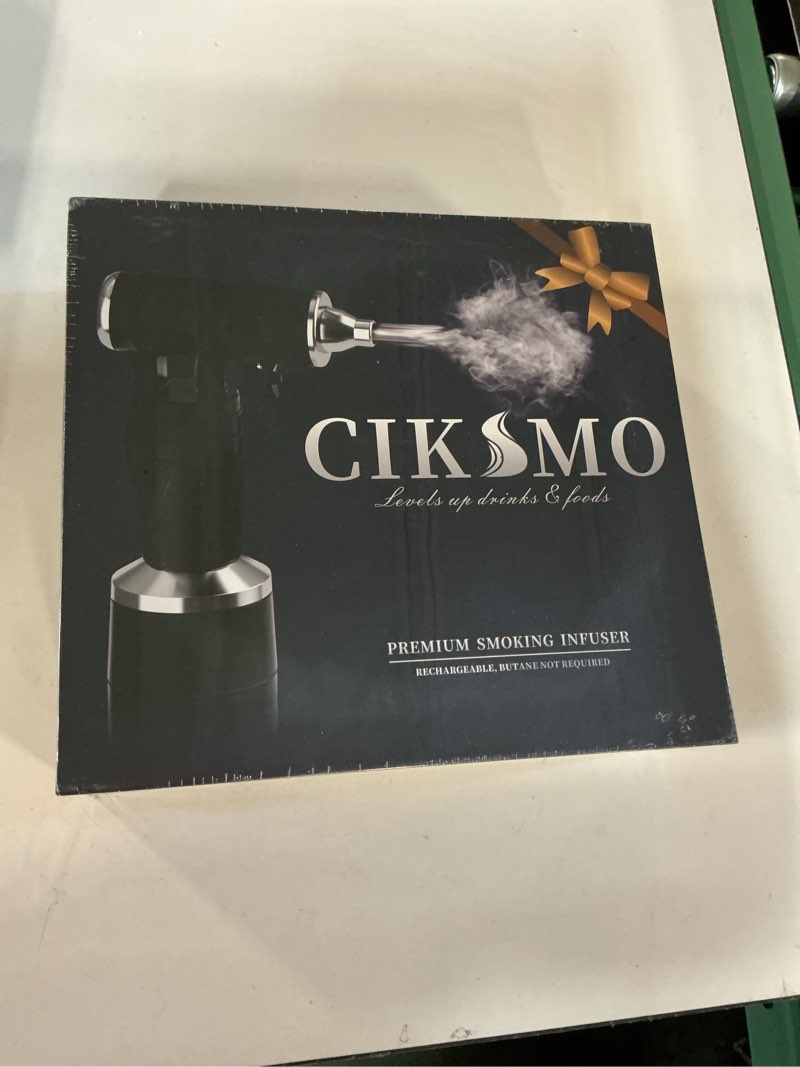 CIKSMO
Levels up drinks & foods
PREMIUM SMOKING INFUSER
RECHARGEABLE, BUTANE NOT REQUIRED